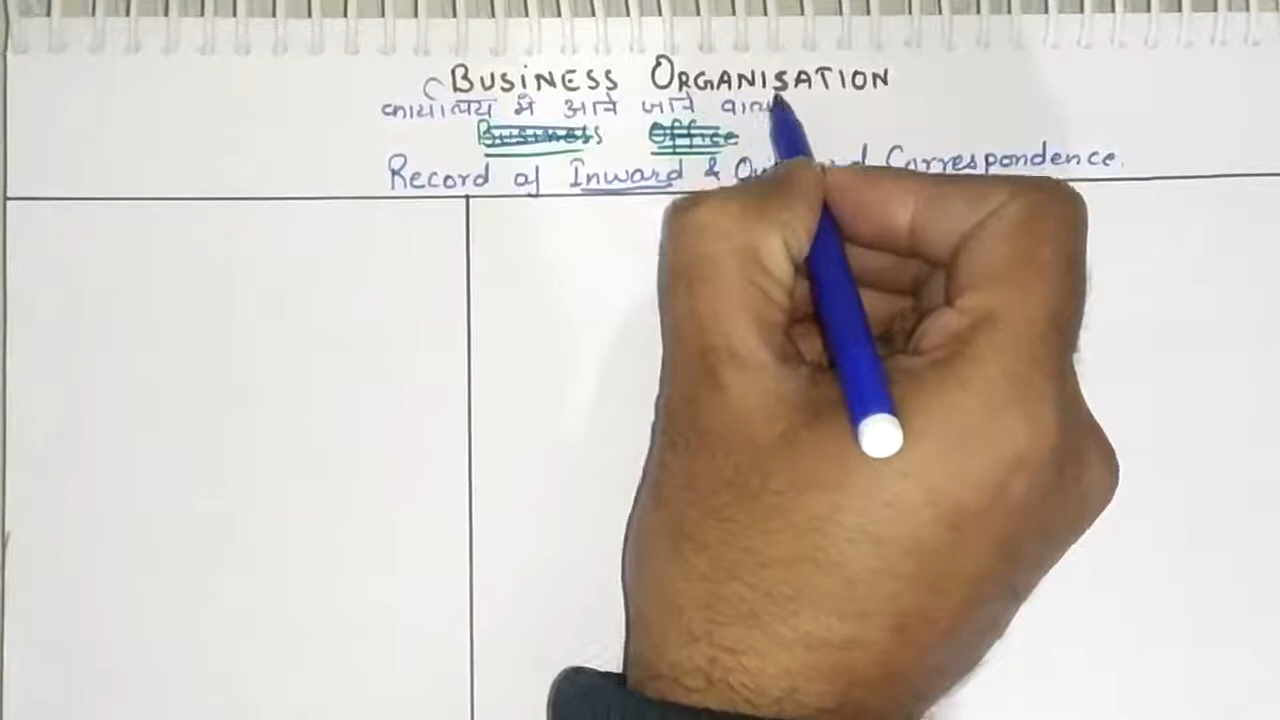 BUSINESS ORGANISATION
कार्यालय में आने जाने वाल
Business Office
Record of Inward & Correspondence.